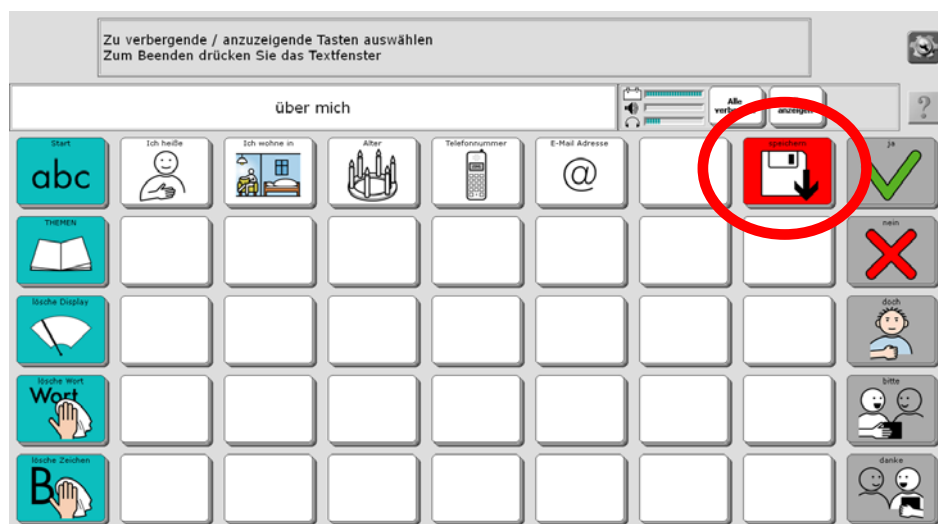 Zu verbergende / anzuzeigende Tasten auswählen
Zum Beenden drücken Sie das Textfenster
über mich
Alle
anzeigen
?
Start
abc
Ich heiße
Ich wohne in
Alter
Telefonnummer
E-Mail Adresse
@
speichern
ja
THEMEN
nein
lösche Display
doch
lösche Wort
Wort
bitte
lösche Zeichen
B
danke